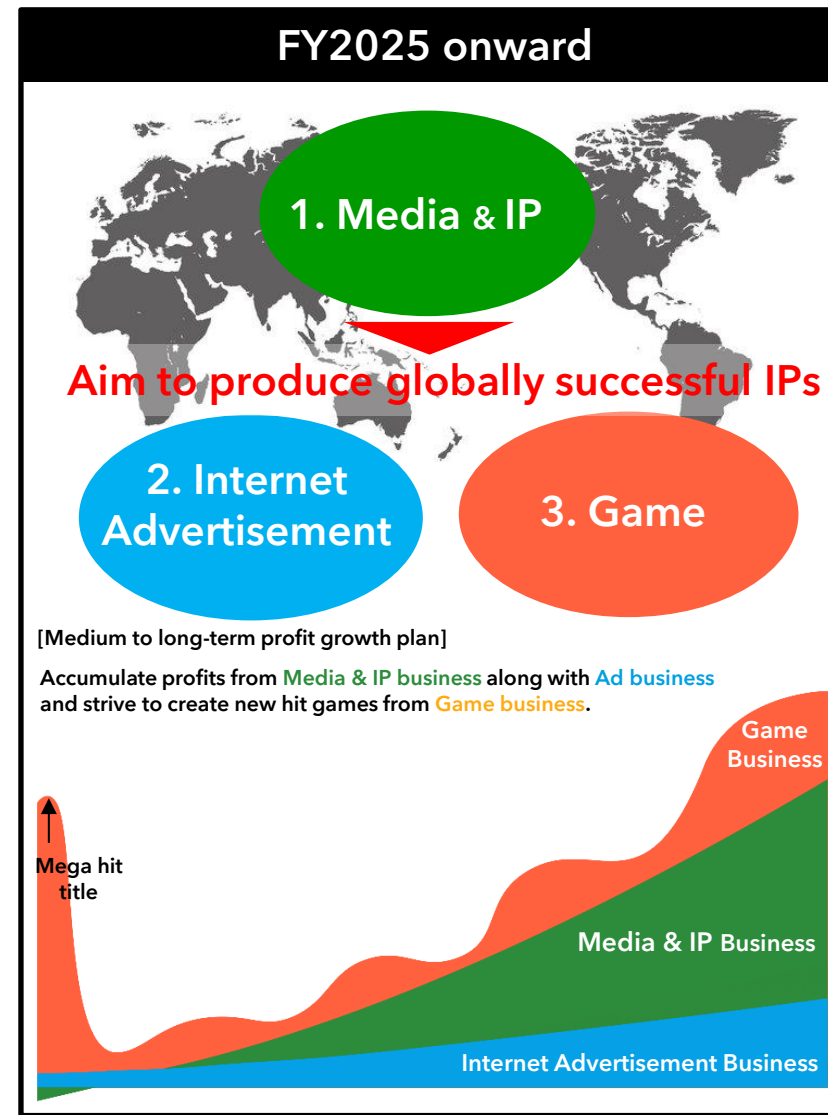 FY2025 onward
1. Media & IP
Aim to produce globally successful IPs
2. Internet
Advertisement
3. Game
[Medium to long-term profit growth plan]
Accumulate profits from Media & IP business along with Ad business
and strive to create new hit games from Game business.
Game
Business
Mega hit
title
Media & IP Business
Internet Advertisement Business